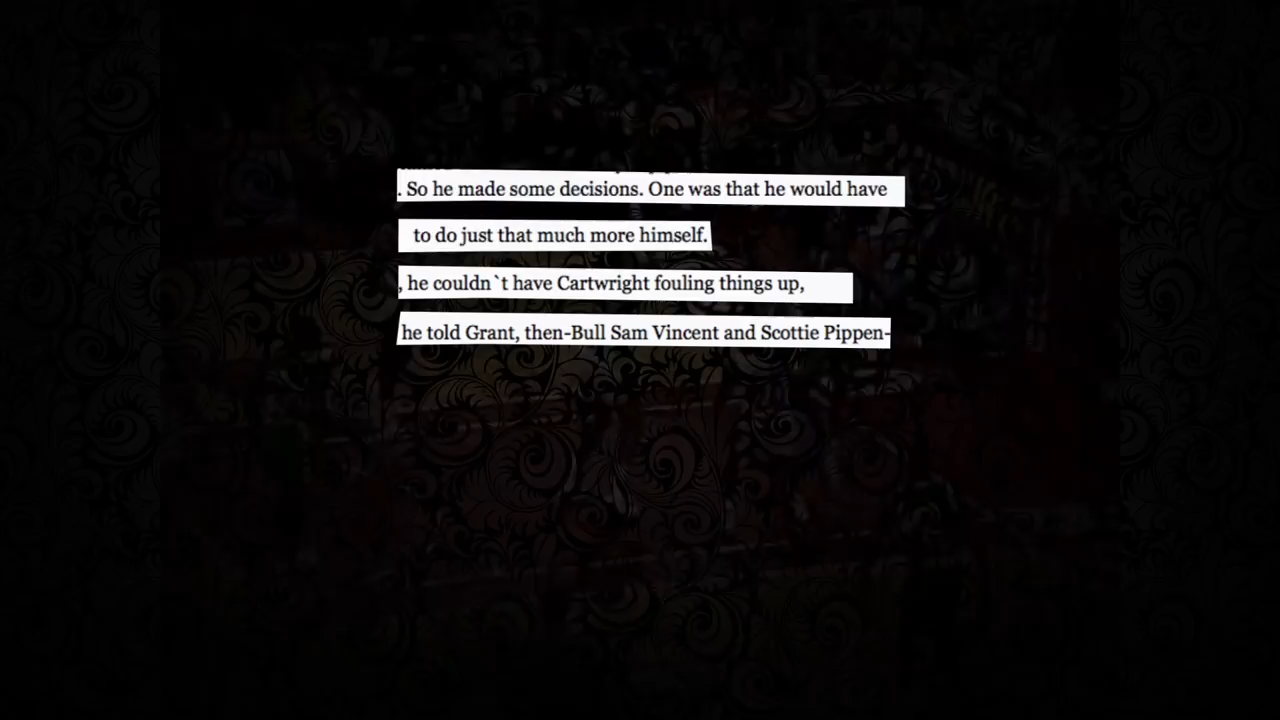 . So he made some decisions. One was that he would have
to do just that much more himself.
, he couldn`t have Cartwright fouling things up,
he told Grant, then-Bull Sam Vincent and Scottie Pippen-